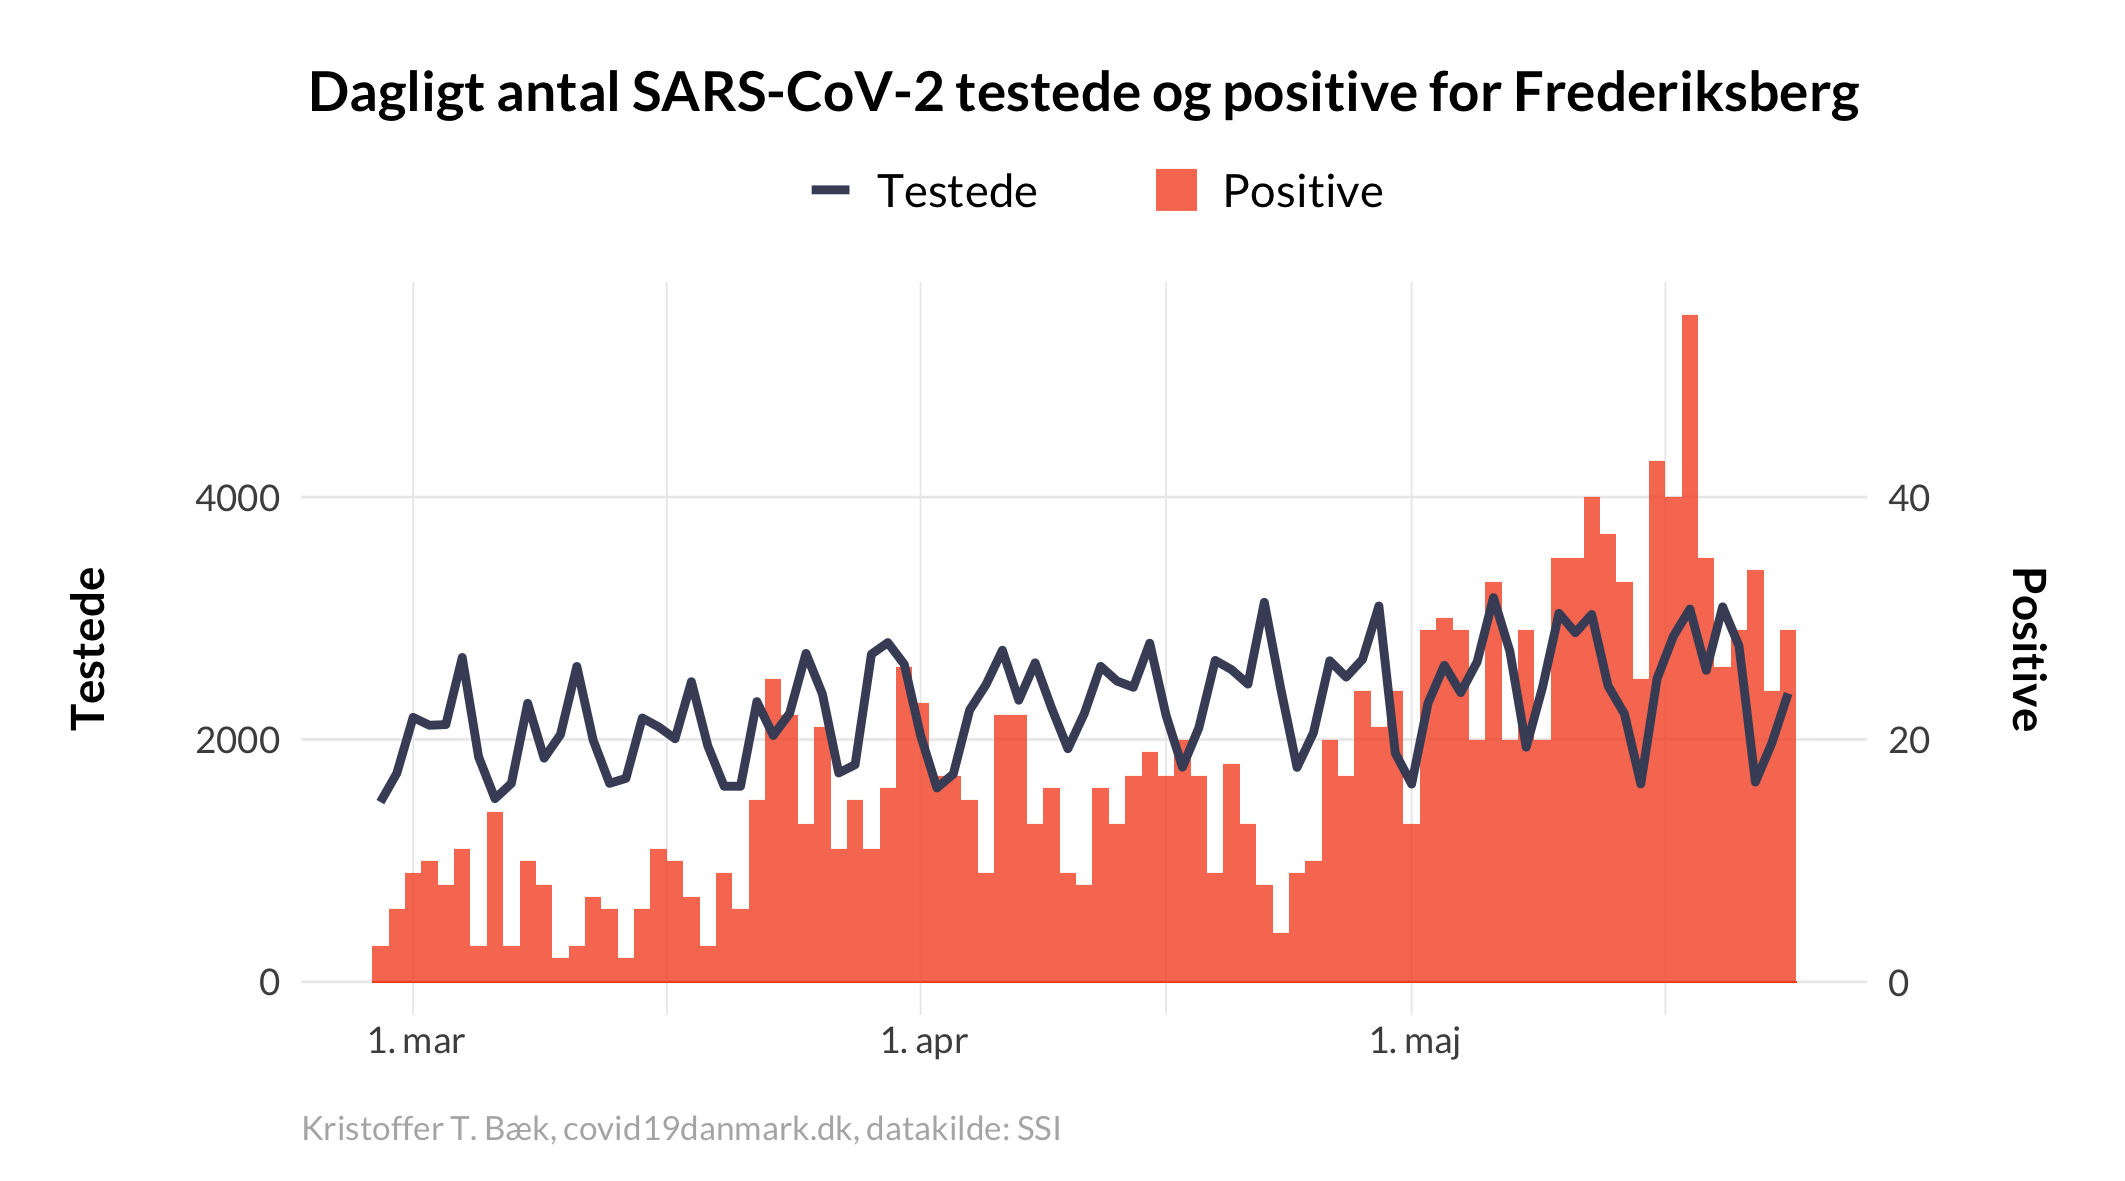 Dagligt antal SARS-CoV-2 testede og positive for Frederiksberg
Testede
Positive
4000
2000
0
Testede
40
20
0
Positive
1. mar
1. apr
1. maj
Kristoffer T. Bæk, covid19danmark.dk, datakilde: SSI